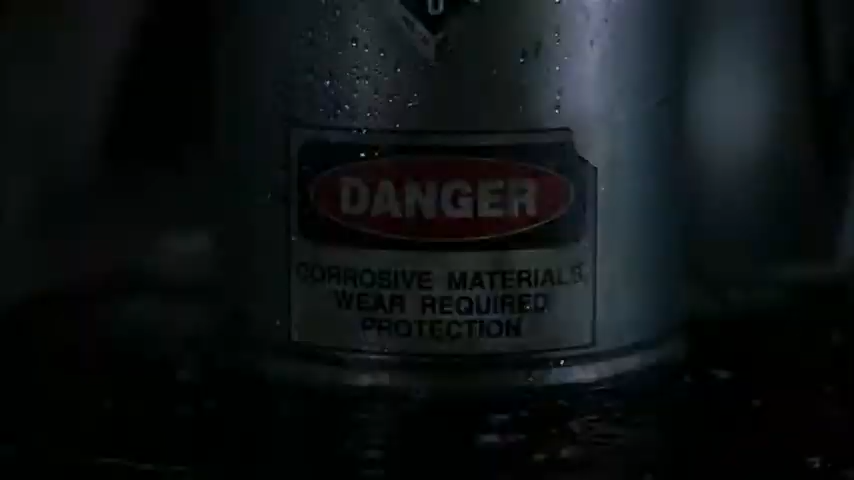 DANGER
CORROSIVE MATERIALS
WEAR REQUIRED
PROTECTION